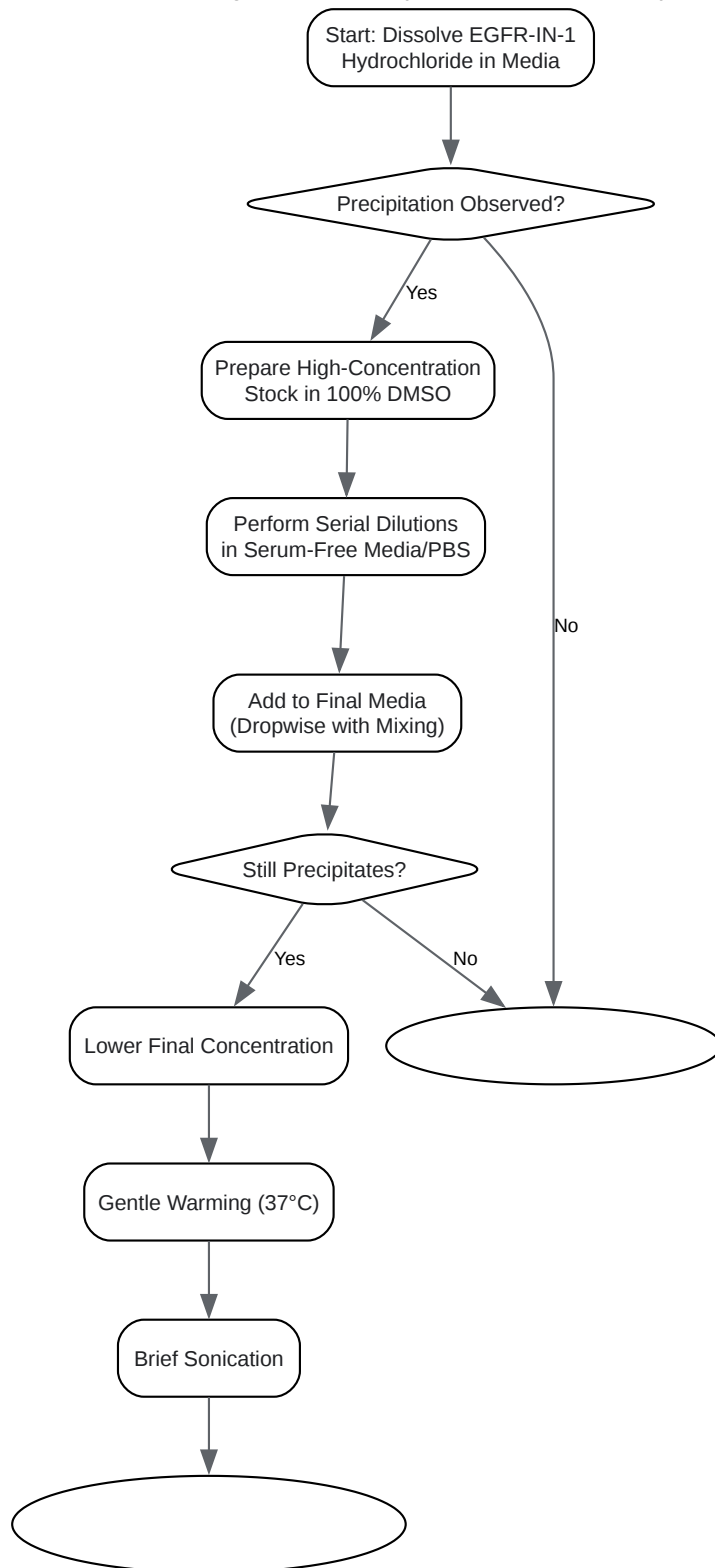 Start: Dissolve EGFR-IN-1
Hydrochloride in Media
Precipitation Observed?
Yes
Prepare High-Concentration
Stock in 100% DMSO
Perform Serial Dilutions
in Serum-Free Media/PBS
No
Add to Final Media
(Dropwise with Mixing)
Still Precipitates?
Yes
No
Lower Final Concentration
Gentle Warming (37°C)
Brief Sonication